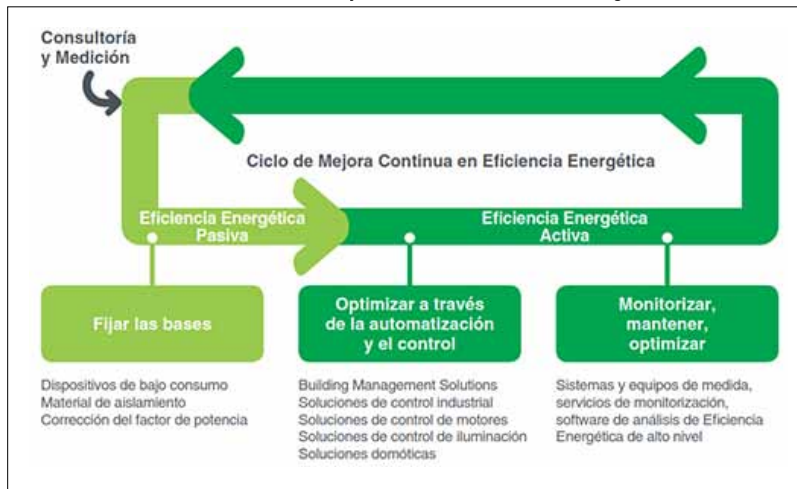 Consultoría
y Medición
Ciclo de Mejora Continua en Eficiencia Energética
Eficiencia Energética
Pasiva
Eficiencia Energética
Activa
Fijar las bases
Optimizar a través
de la automatización
y el control
Monitorizar,
mantener,
optimizar
Dispositivos de bajo consumo
Material de aislamiento
Corrección del factor de potencia
Building Management Solutions
Soluciones de control industrial
Soluciones de control de motores
Soluciones de control de iluminación
Soluciones domóticas
Sistemas y equipos de medida,
servicios de monitorización,
software de análisis de Eficiencia
Energética de alto nivel